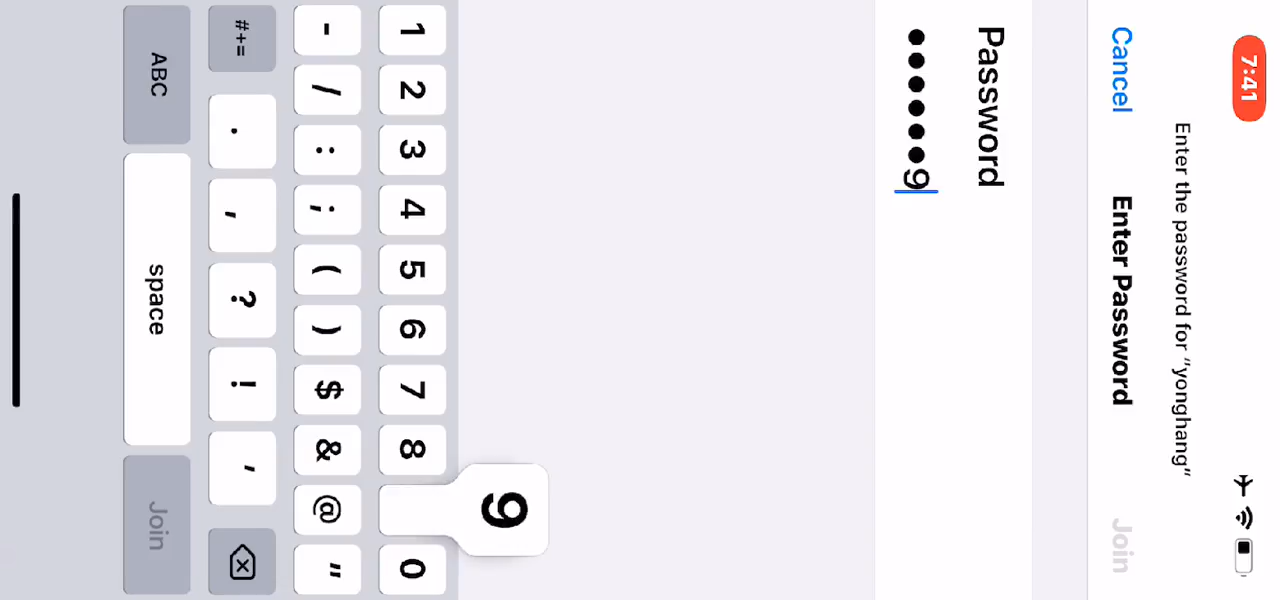 7:41
Enter the password for “yonghang”
Cancel Enter Password Join
Password
••••••9
9
1 2 3 4 5 6 7 8 0
- / : ; ( ) $ & @ "
#+= . , ? ! '
ABC space Join